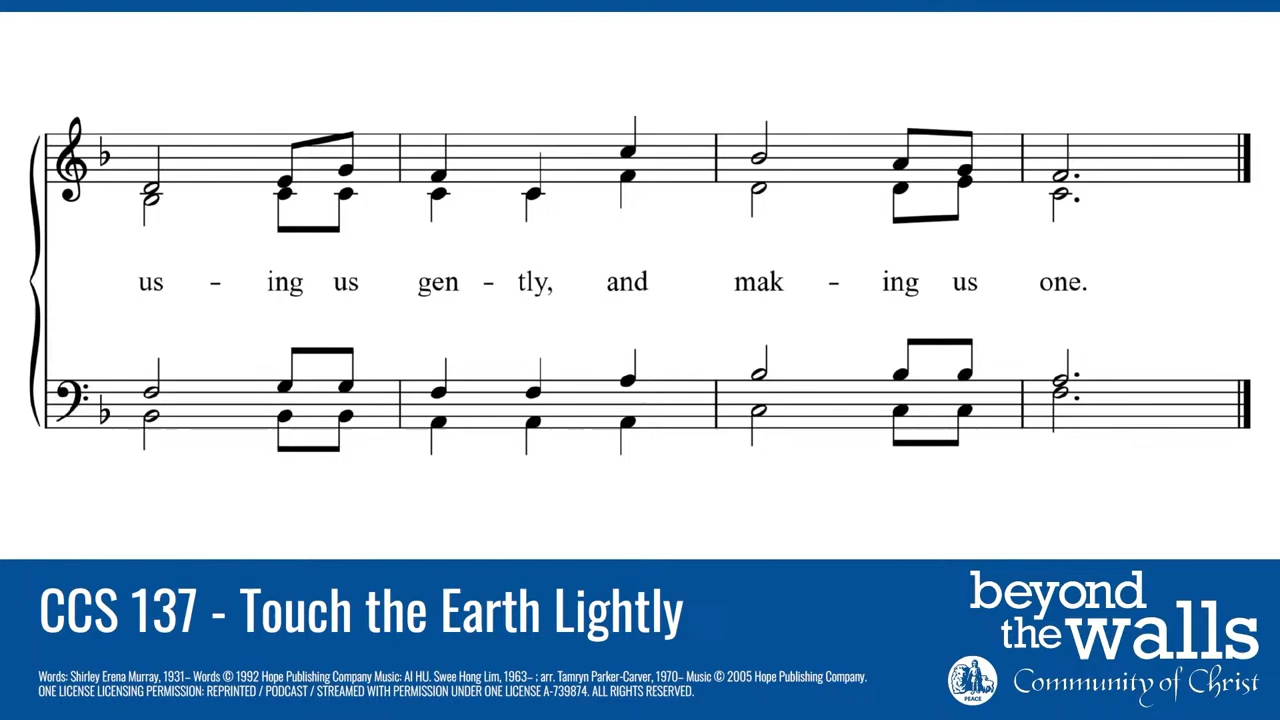 us - ing us gen - tly, and mak - ing us one.
CCS 137 - Touch the Earth Lightly
Words: Shirley Erena Murray, 1931– Words © 1992 Hope Publishing Company Music: AI HU. Swee Hong Lim, 1963– ; arr. Tamryn Parker-Carver, 1970– Music © 2005 Hope Publishing Company.
ONE LICENSE LICENSING PERMISSION: REPRINTED / PODCAST / STREAMED WITH PERMISSION UNDER ONE LICENSE A-739874. ALL RIGHTS RESERVED.
beyond
the walls
PEACE
Community of Christ